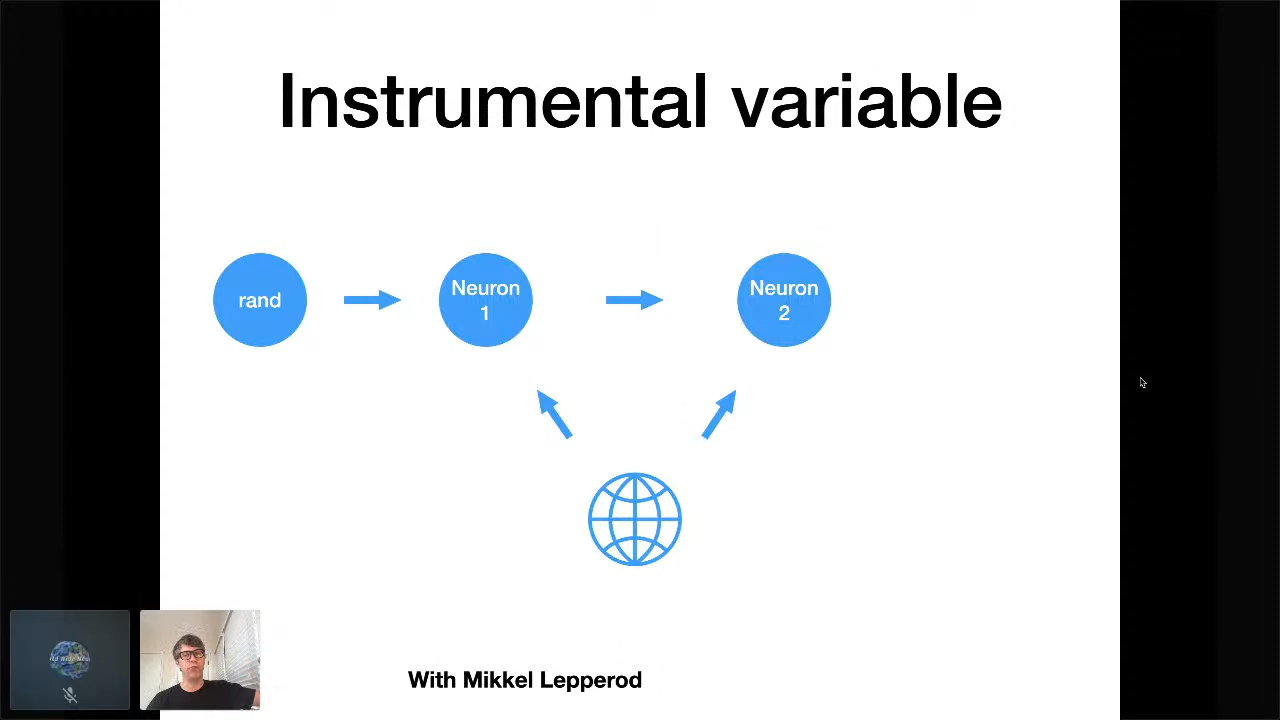 Instrumental variable
rand
Neuron
1
Neuron
2
With Mikkel Lepperod